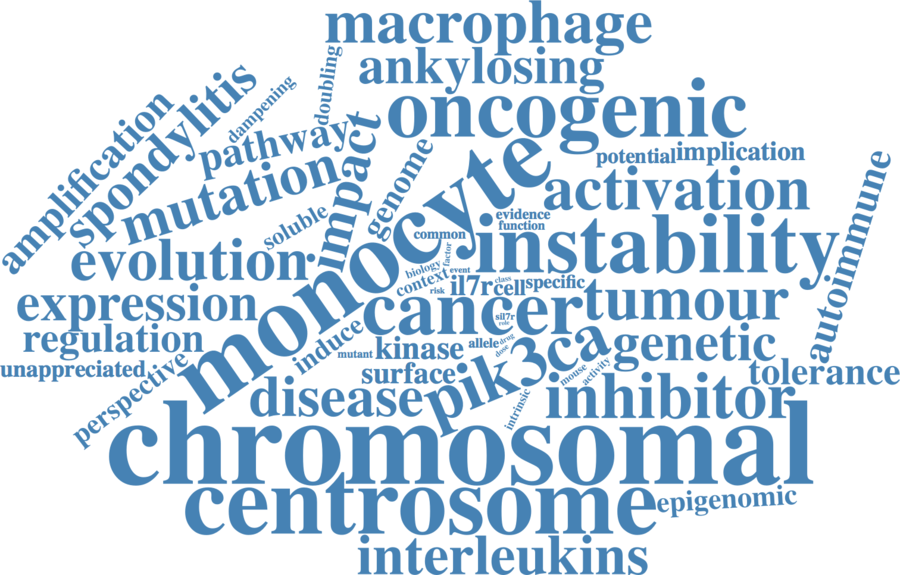 macrophage
ankylosing
doubling
dampening
oncogenic
amplification
spondylitis
pathway
impact
genome
potential
implication
mutation
monocyte
activation
autoimmune
soluble
evidence
function
common
instability
evolution
factor
biology
event
context
risk
il7r
class
cell
specific
expression
cancer
tumour
sil7r
role
regulation
induce
mutant
kinase
allele
drug
dose
pik3ca
genetic
unappreciated
perspective
surface
mouse
activity
tolerance
disease
intrinsic
inhibitor
chromosomal
centrosome
epigenomic
interleukins